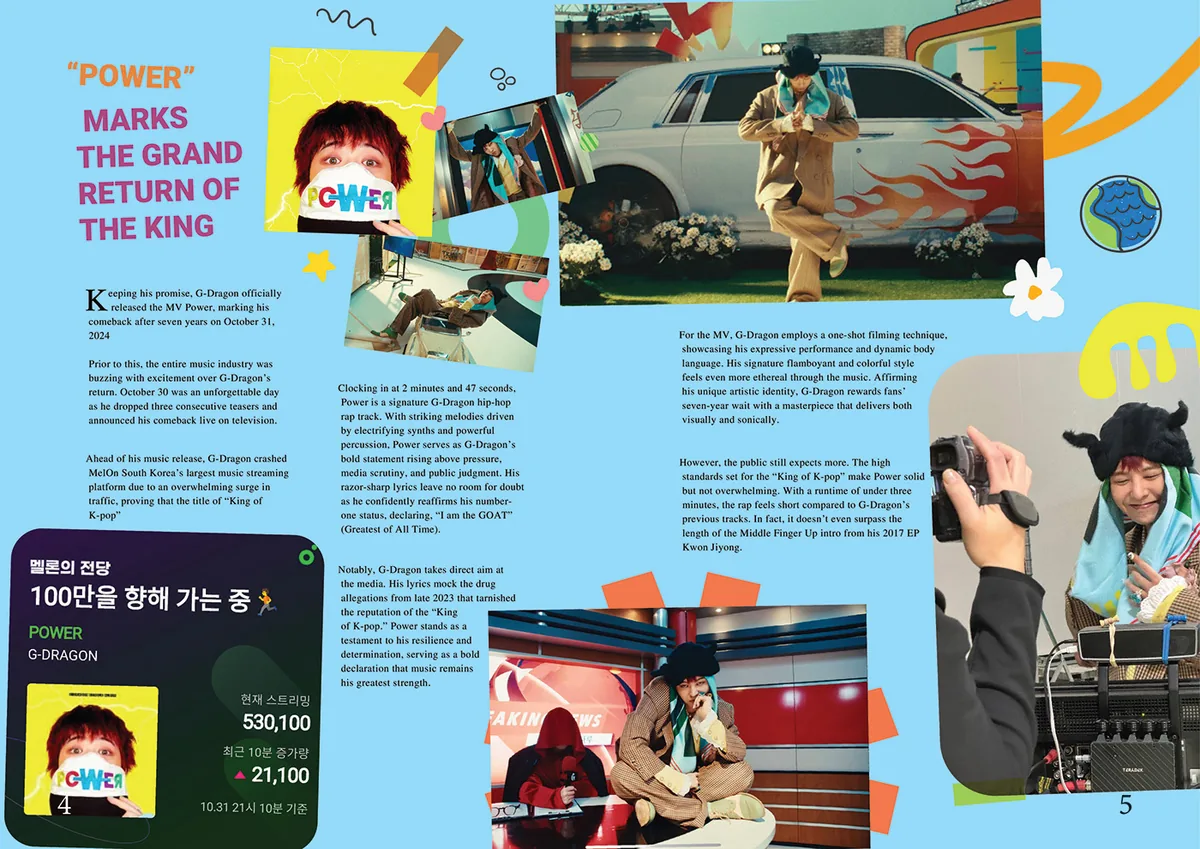 “POWER”
MARKS
THE GRAND
RETURN OF
THE KING
POWER
Keeping his promise, G-Dragon officially
released the MV Power, marking his
comeback after seven years on October 31,
2024
Prior to this, the entire music industry was
buzzing with excitement over G-Dragon’s
return. October 30 was an unforgettable day
as he dropped three consecutive teasers and
announced his comeback live on television.
Ahead of his music release, G-Dragon crashed
MelOn South Korea’s largest music streaming
platform due to an overwhelming surge in
traffic, proving that the title of “King of
K-pop”
멜론의 전당
100만을 향해 가는 중
POWER
G-DRAGON
현재 스트리밍
530,100
최근 10분 증가량
▲ 21,100
10.31 21시 10분 기준
POWER
4
Clocking in at 2 minutes and 47 seconds,
Power is a signature G-Dragon hip-hop
rap track. With striking melodies driven
by electrifying synths and powerful
percussion, Power serves as G-Dragon’s
bold statement rising above pressure,
media scrutiny, and public judgment. His
razor-sharp lyrics leave no room for doubt
as he confidently reaffirms his number-
one status, declaring, “I am the GOAT”
(Greatest of All Time).
Notably, G-Dragon takes direct aim at
the media. His lyrics mock the drug
allegations from late 2023 that tarnished
the reputation of the “King
of K-pop.” Power stands as a
testament to his resilience and
determination, serving as a bold
declaration that music remains
his greatest strength.
For the MV, G-Dragon employs a one-shot filming technique,
showcasing his expressive performance and dynamic body
language. His signature flamboyant and colorful style
feels even more ethereal through the music. Affirming
his unique artistic identity, G-Dragon rewards fans’
seven-year wait with a masterpiece that delivers both
visually and sonically.
However, the public still expects more. The high
standards set for the “King of K-pop” make Power solid
but not overwhelming. With a runtime of under three
minutes, the rap feels short compared to G-Dragon’s
previous tracks. In fact, it doesn’t even surpass the
length of the Middle Finger Up intro from his 2017 EP
Kwon Jiyong.
EAKIN NEWS
5